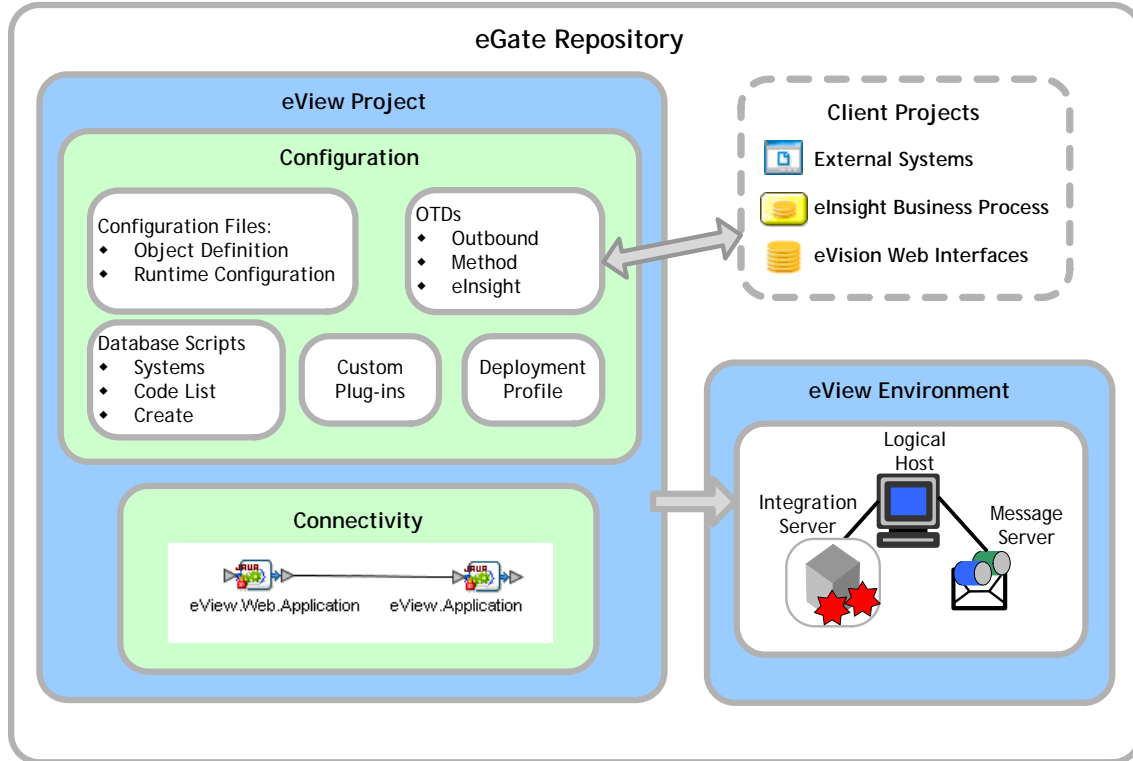 eGate Repository
eView Project
Configuration
Configuration Files:
◆ Object Definition
◆ Runtime Configuration
OTDs
◆ Outbound
◆ Method
◆ eInsight
Database Scripts
◆ Systems
◆ Code List
◆ Create
Custom
Plug-ins
Deployment
Profile
Connectivity
JAVA
JAVA
eView.Web.Application
eView.Application
Client Projects
External Systems
eInsight Business Process
eVision Web Interfaces
eView Environment
Logical
Host
Integration
Server
Message
Server